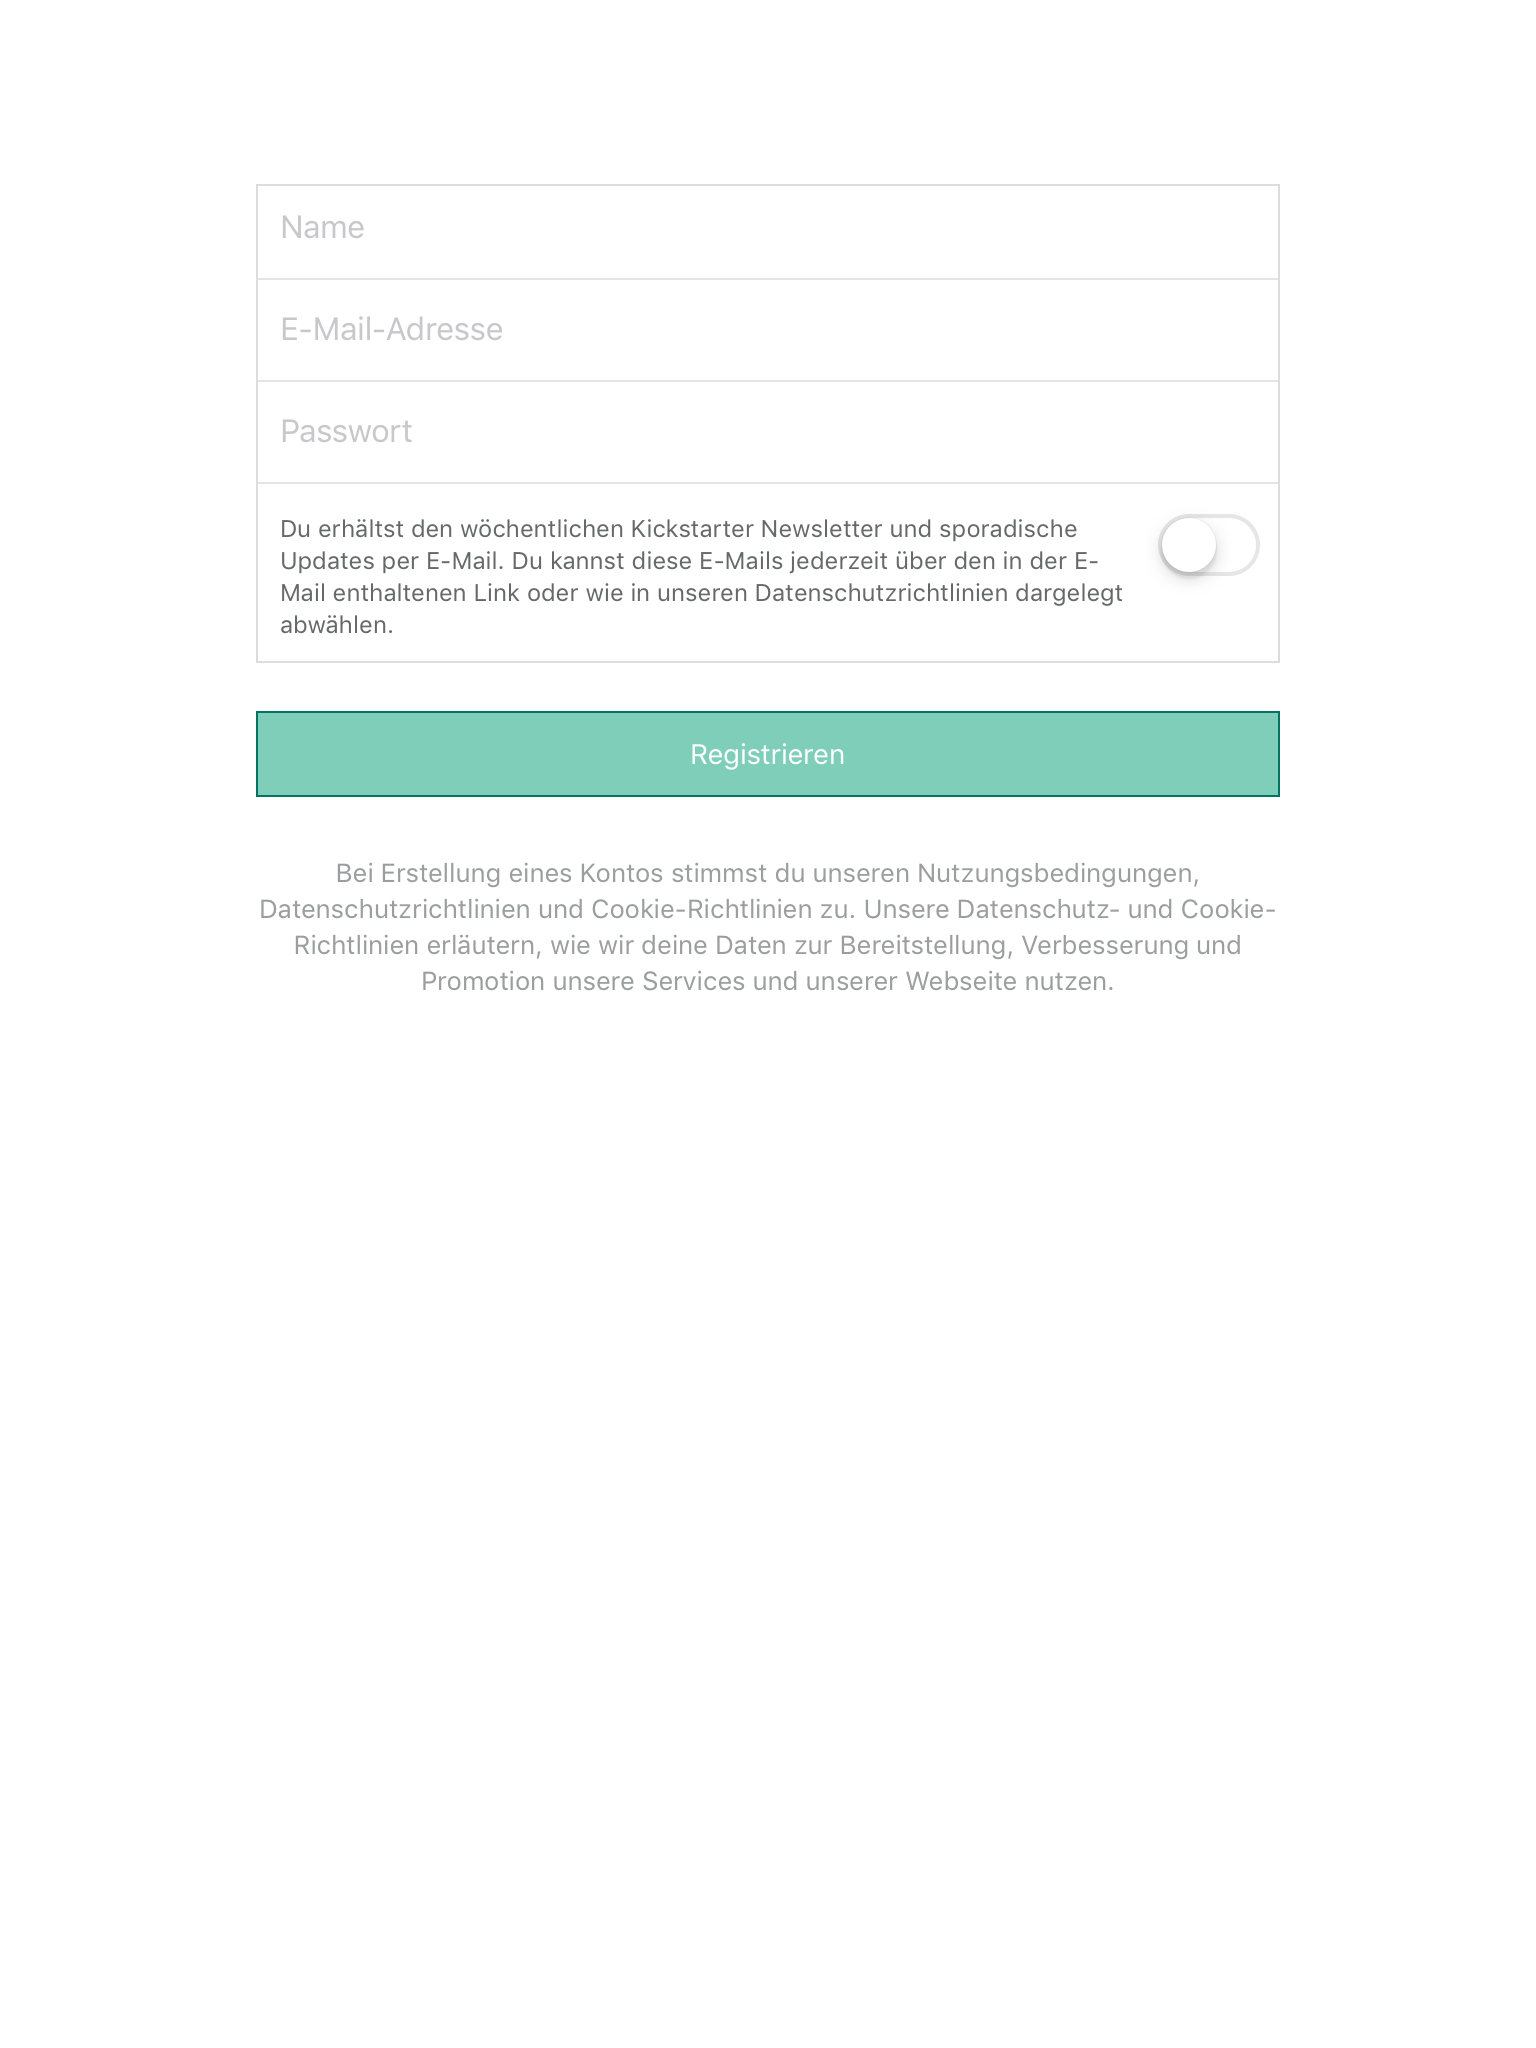 Name
E-Mail-Adresse
Passwort
Du erhältst den wöchentlichen Kickstarter Newsletter und sporadische
Updates per E-Mail. Du kannst diese E-Mails jederzeit über den in der E-
Mail enthaltenen Link oder wie in unseren Datenschutzrichtlinien dargelegt
abwählen.
Registrieren
Bei Erstellung eines Kontos stimmst du unseren Nutzungsbedingungen,
Datenschutzrichtlinien und Cookie-Richtlinien zu. Unsere Datenschutz- und Cookie-
Richtlinien erläutern, wie wir deine Daten zur Bereitstellung, Verbesserung und
Promotion unsere Services und unserer Webseite nutzen.